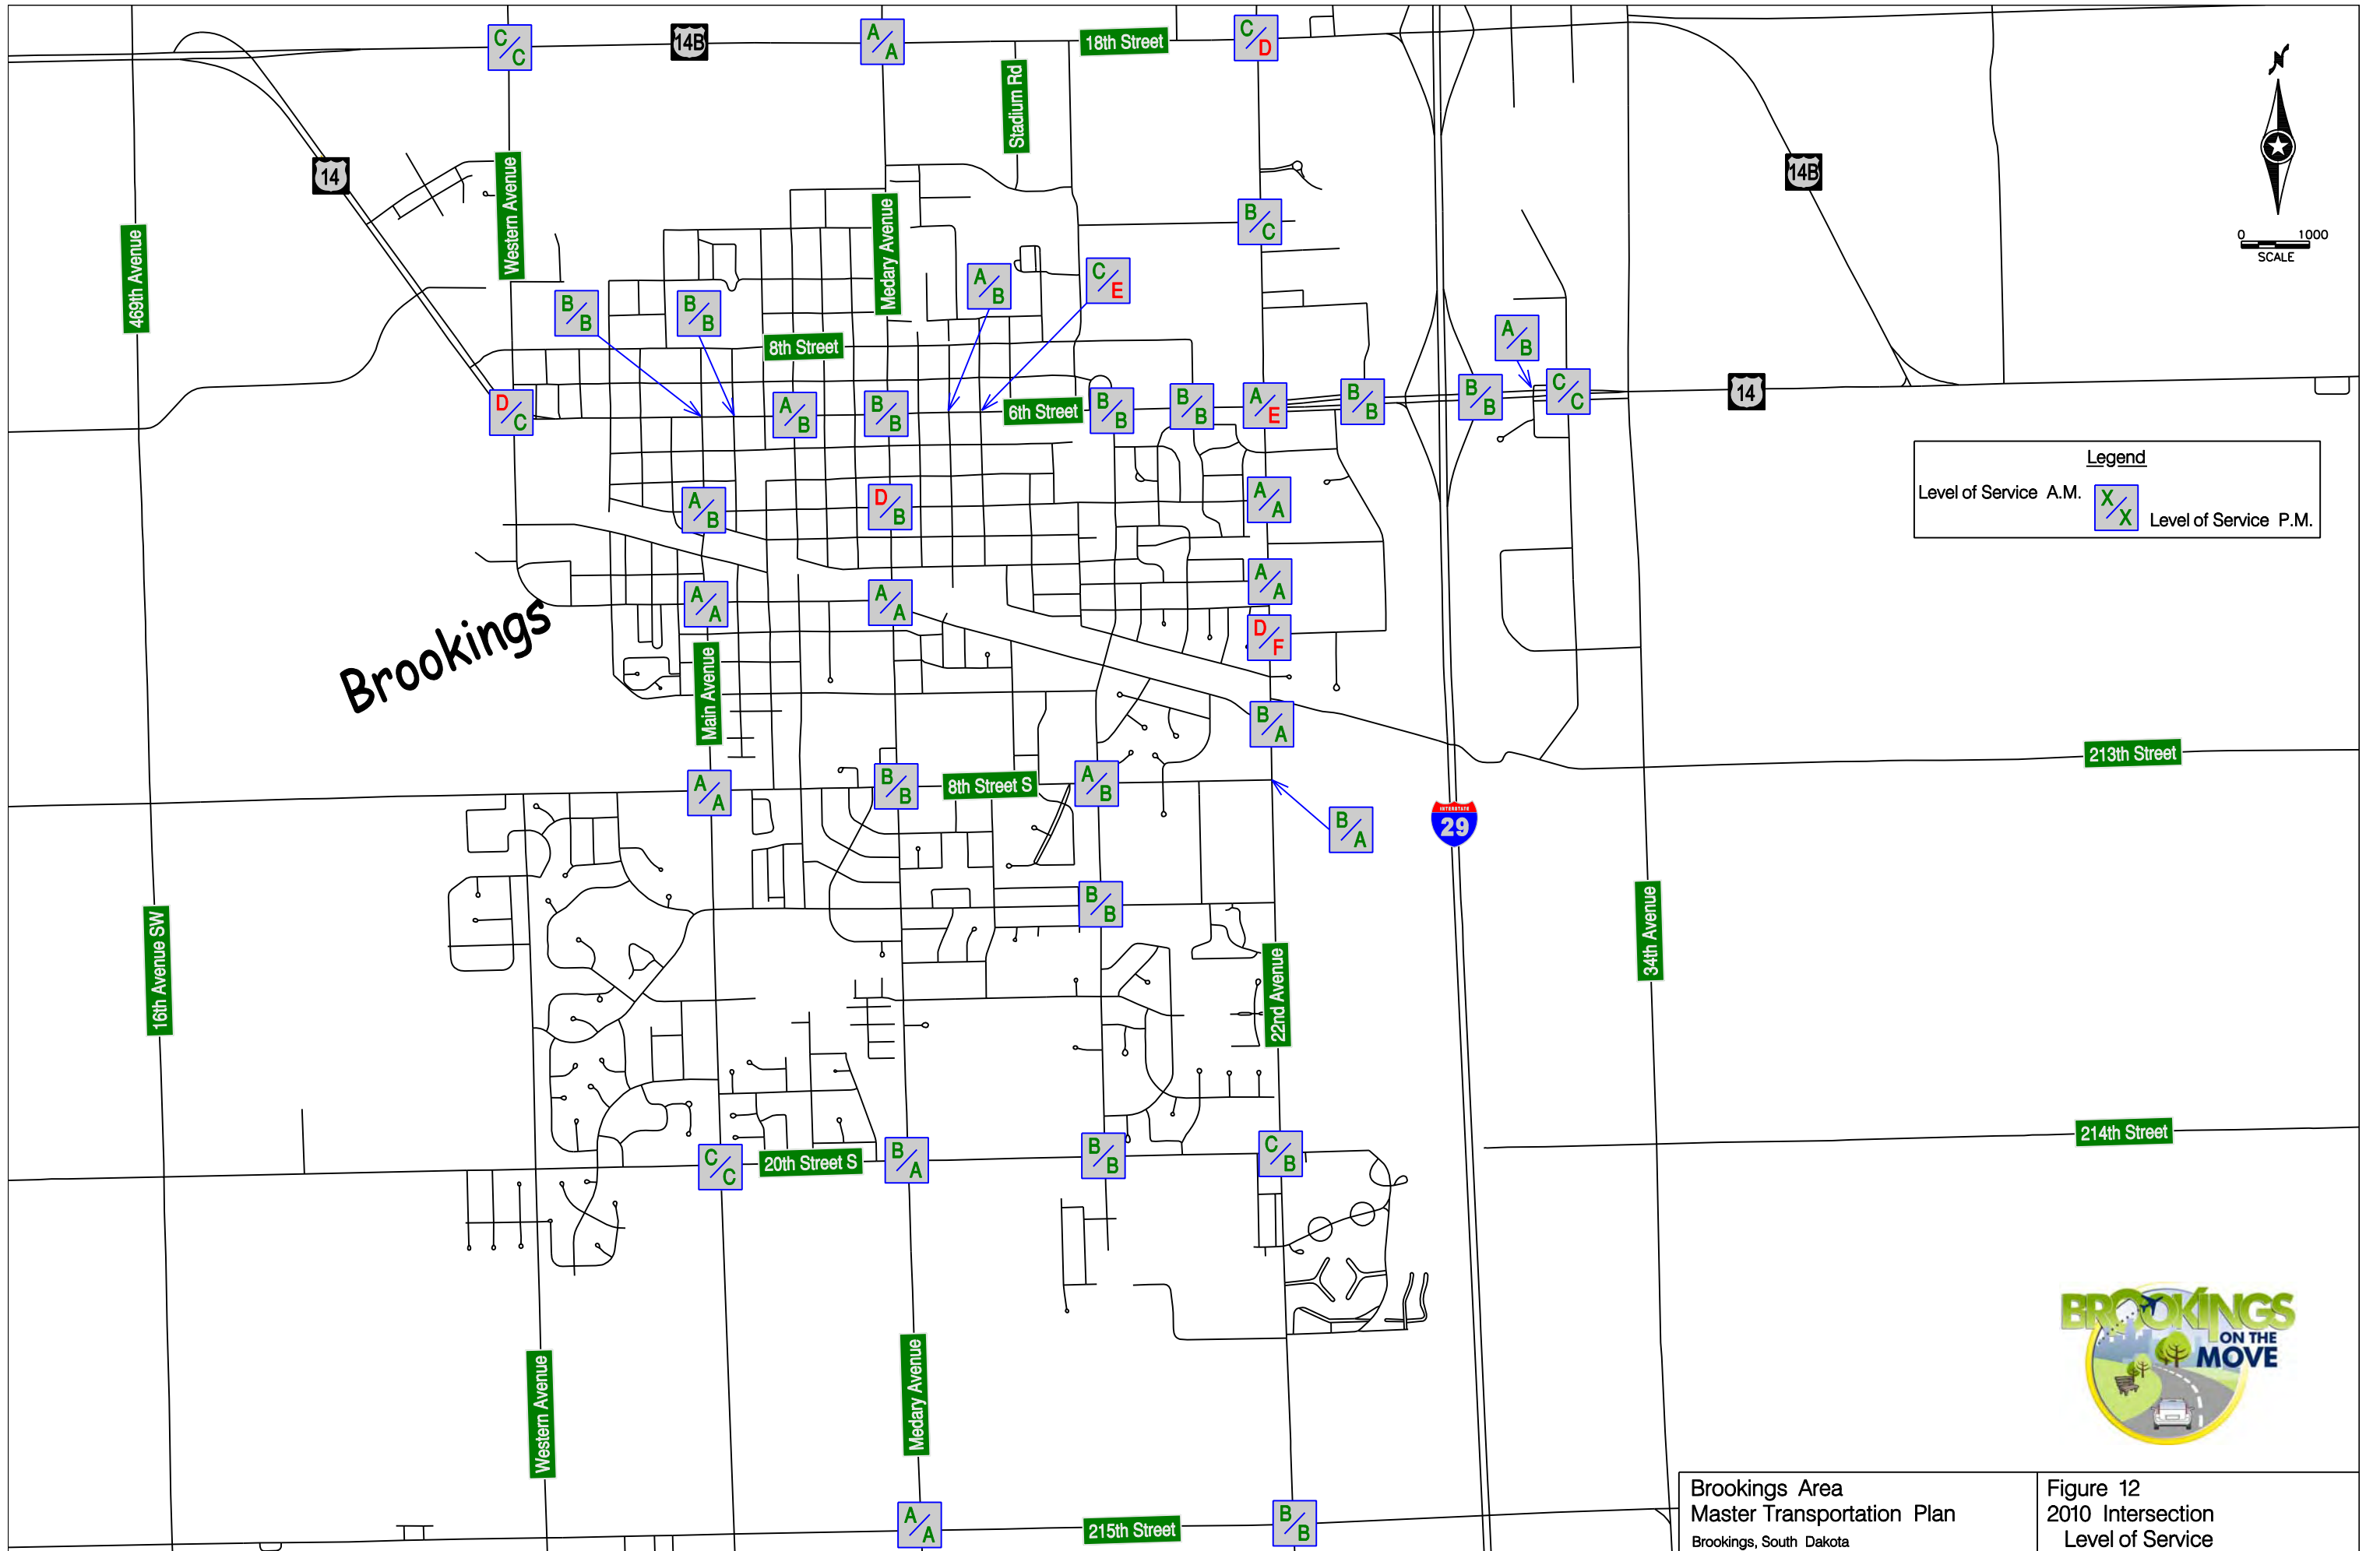 C/C
14B
A/A
18th Street
C/D
Stadium Rd
N
14
14B
Western Avenue
Medary Avenue
B/C
469th Avenue
0 1000
SCALE
B/B
B/B
A/B
C/E
8th Street
A/B
D/C
A/B
B/B
6th Street
B/B
B/B
A/E
B/B
B/B
C/C
14
Legend
Level of Service A.M.
X/X
Level of Service P.M.
A/B
D/B
A/A
A/A
A/A
A/A
D/F
Brookings
Main Avenue
B/A
213th Street
A/A
B/B
8th Street S
A/B
B/A
INTERSTATE
29
B/B
16th Avenue SW
22nd Avenue
34th Avenue
214th Street
C/C
20th Street S
B/A
B/B
C/B
BROOKINGS
ON THE
MOVE
Western Avenue
Medary Avenue
A/A
215th Street
B/B
Brookings Area
Master Transportation Plan
Brookings, South Dakota
Figure 12
2010 Intersection
Level of Service